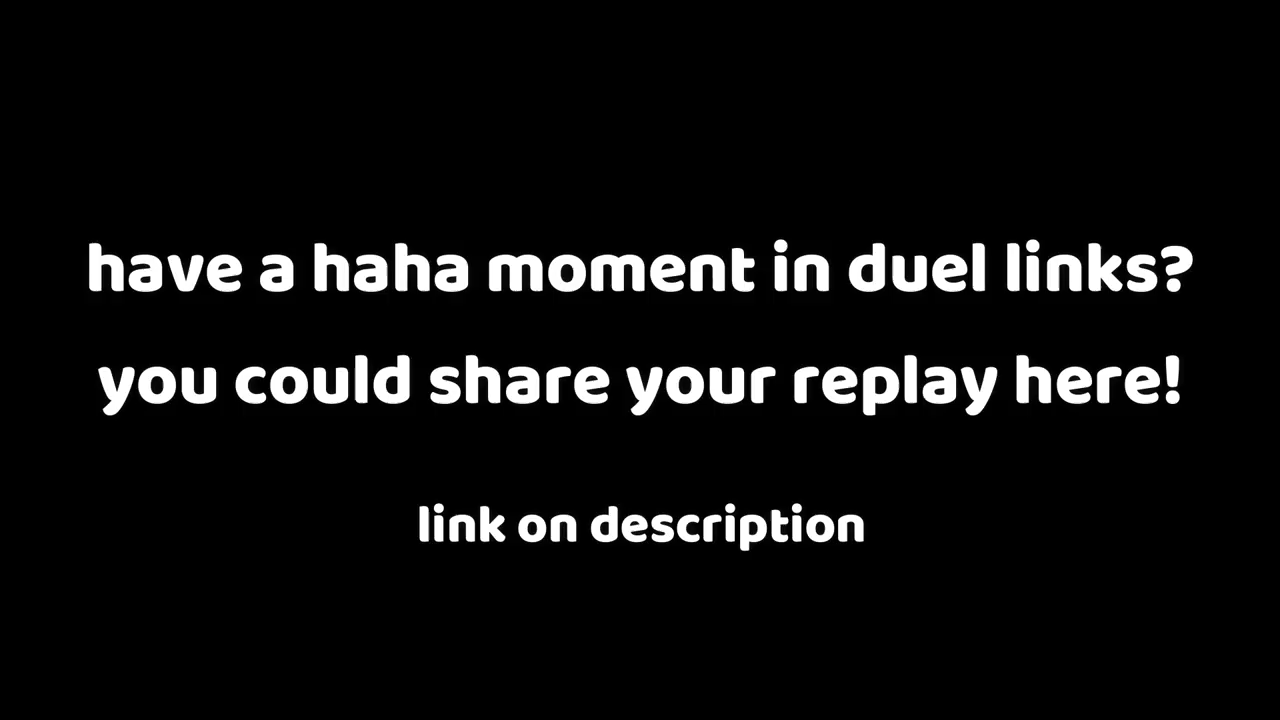 have a haha moment in duel links?
you could share your replay here!
link on description